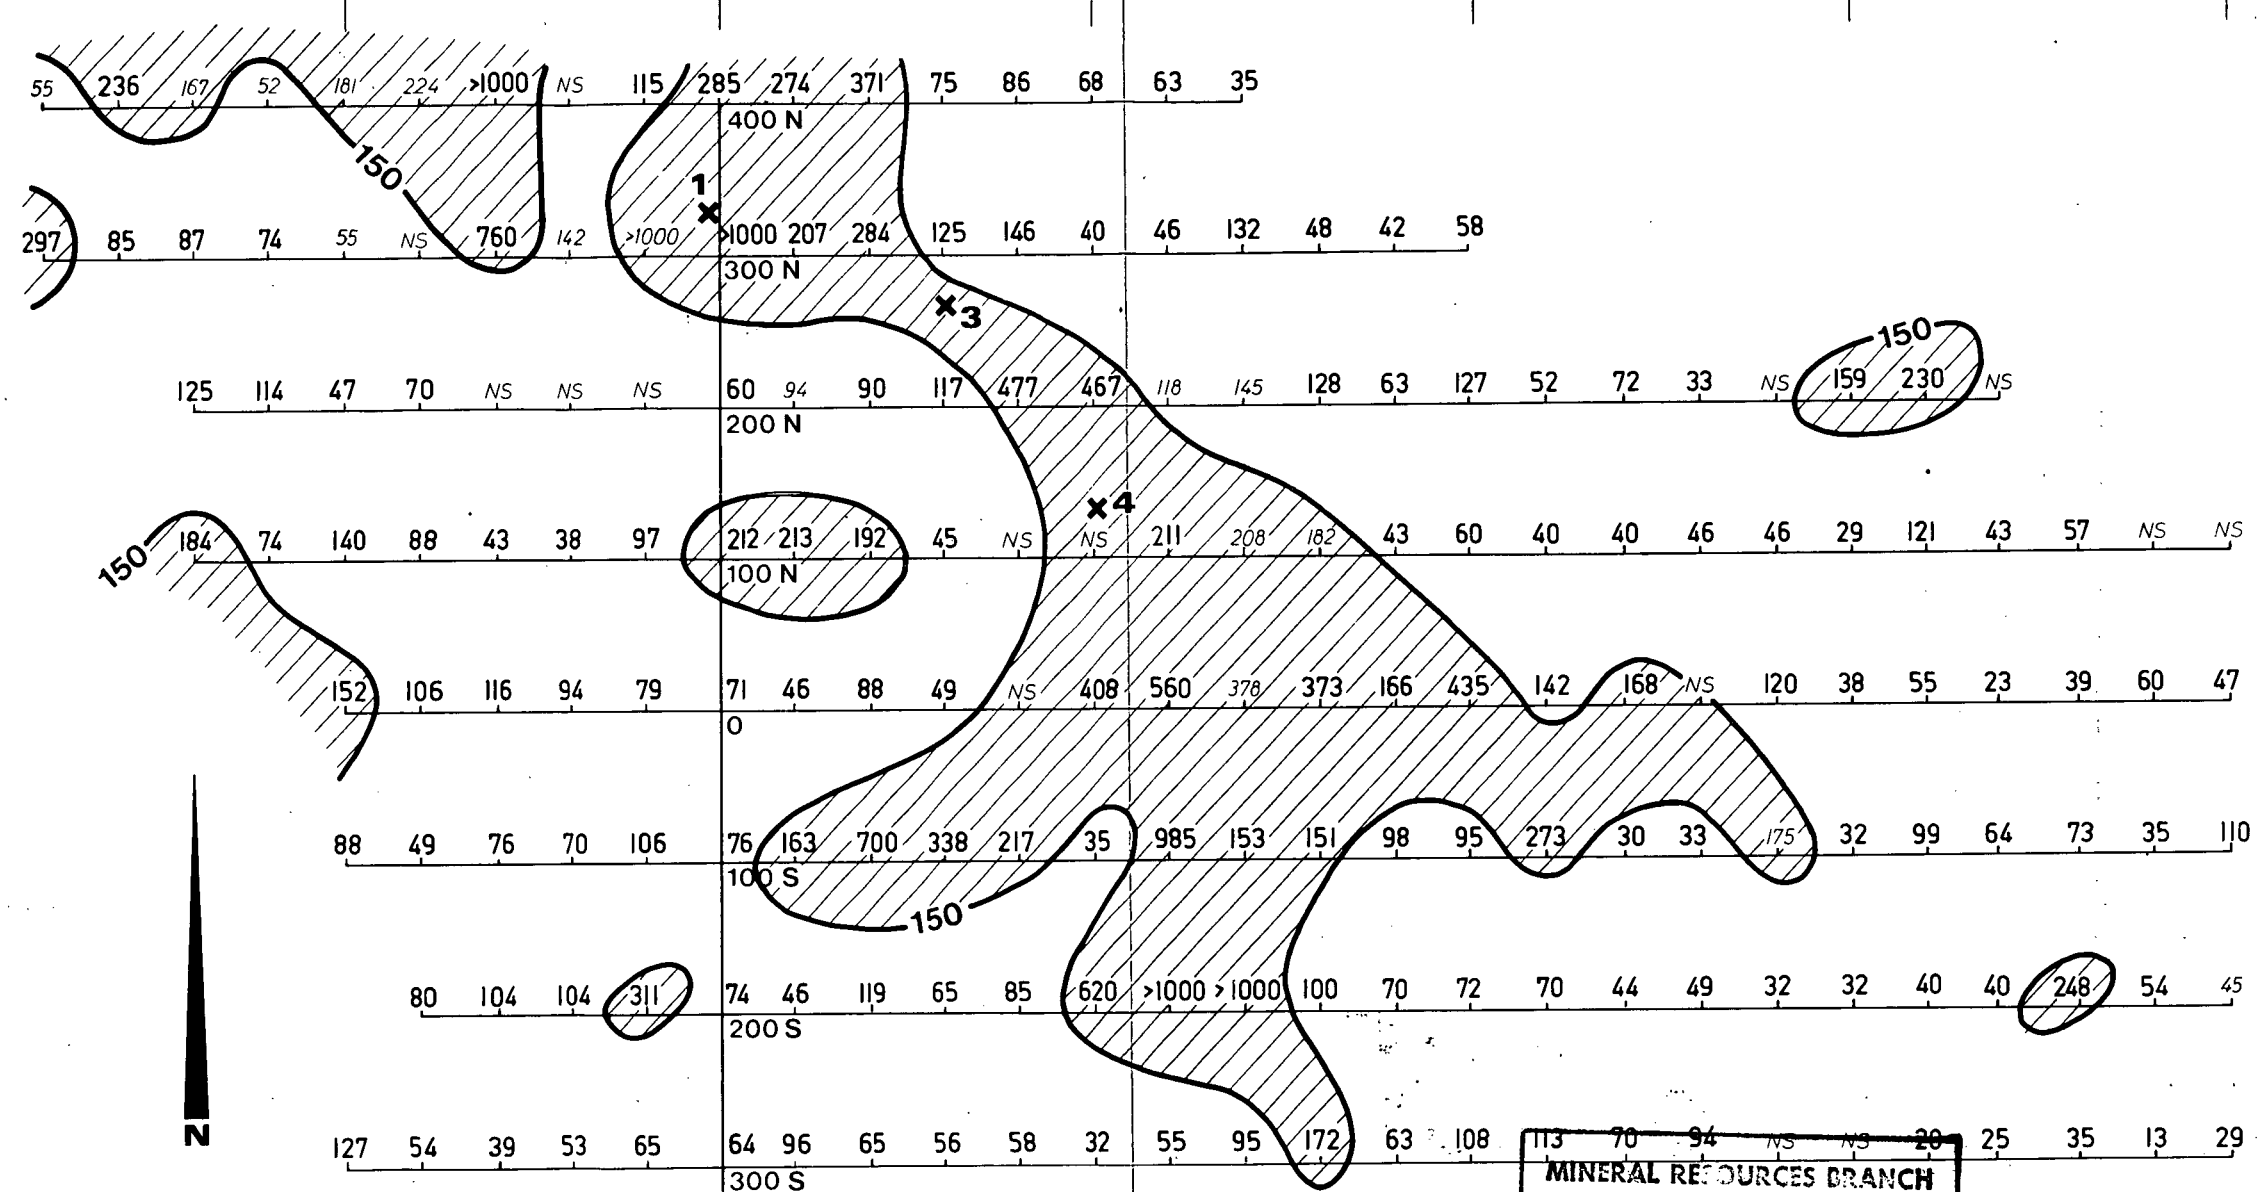 55 236 167 52 181 224 >1000 NS 115 285 274 371 75 86 68 63 35
400 N
150
1
297 85 87 74 55 NS 760 142 >1000 >1000 207 284 125 146 40 46 132 48 42 58
300 N
3
150
125 114 47 70 NS NS NS 60 94 90 117 477 467 118 145 128 63 127 52 72 33 NS 159 230 NS
200 N
4
184 74 140 88 43 38 97 212 213 192 45 NS NS 211 208 182 43 60 40 40 46 46 29 121 43 57 NS NS
150
100 N
152 106 116 94 79 71 46 88 49 NS 408 560 378 373 166 435 142 168 NS 120 38 55 23 39 60 47
0
88 49 76 70 106 76 163 700 338 217 35 985 153 151 98 95 273 30 33 175 32 99 64 73 35 110
100 S
150
80 104 104 311 74 46 119 65 85 620 >1000 >1000 100 70 72 70 44 49 32 32 40 40 248 54 45
200 S
N
127 54 39 53 65 64 96 65 56 58 32 55 95 172 63 108 113 70 94 NS NS 20 25 35 13 29
300 S
MINERAL RESOURCES BRANCH